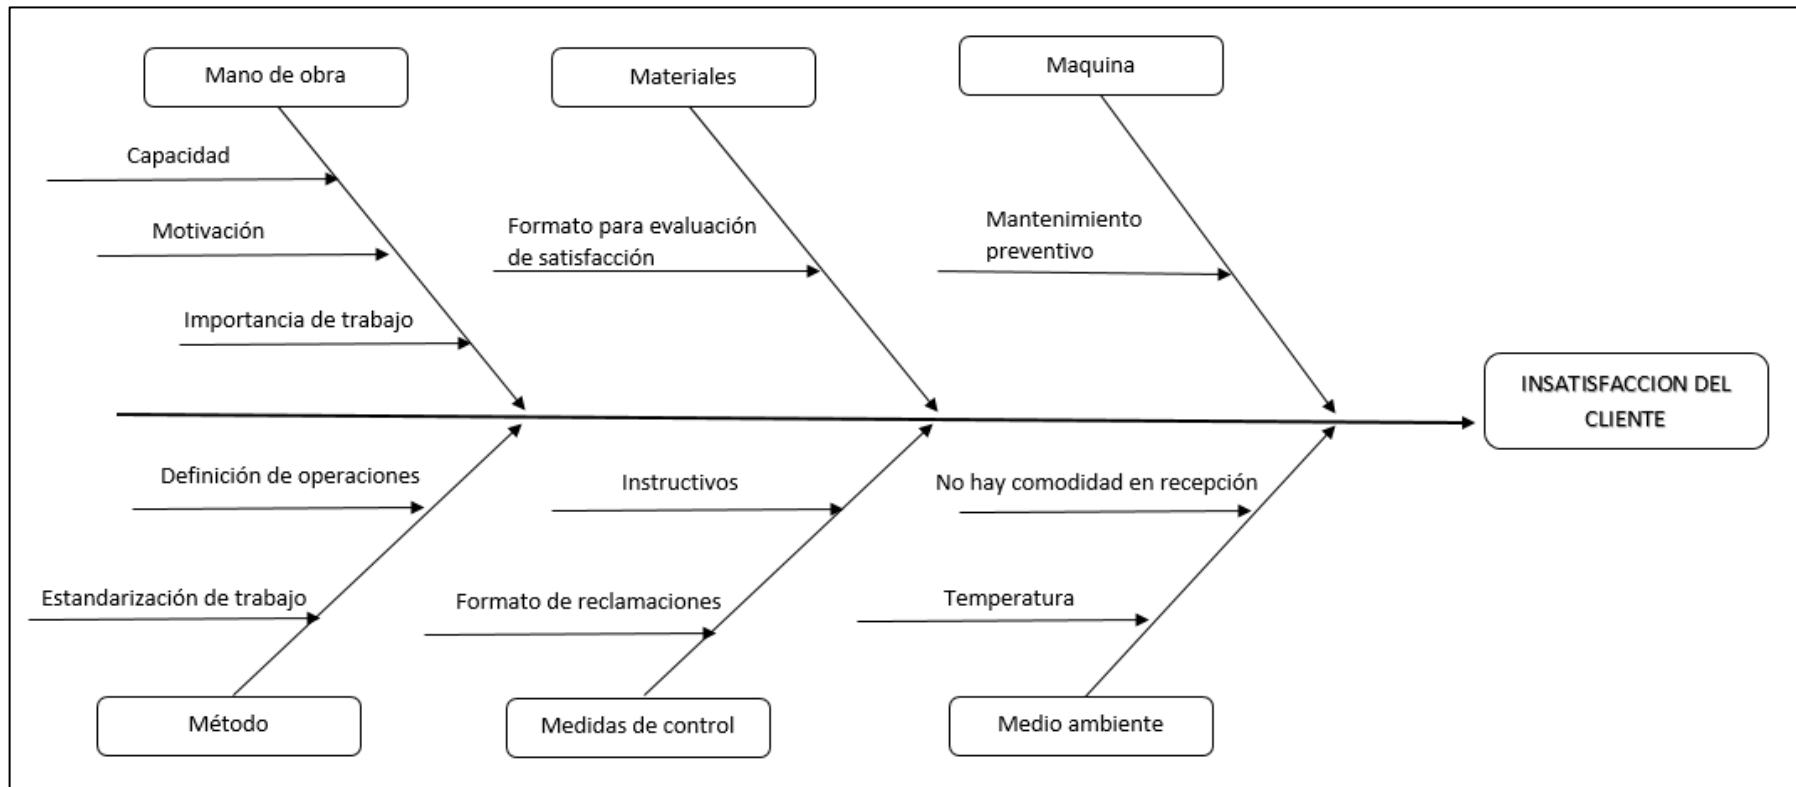 Mano de obra
Materiales
Maquina
Capacidad
Motivación
Importancia de trabajo
Formato para evaluación
de satisfacción
Mantenimiento
preventivo
INSATISFACCION DEL
CLIENTE
Definición de operaciones
Estandarización de trabajo
Instructivos
Formato de reclamaciones
No hay comodidad en recepción
Temperatura
Método
Medidas de control
Medio ambiente